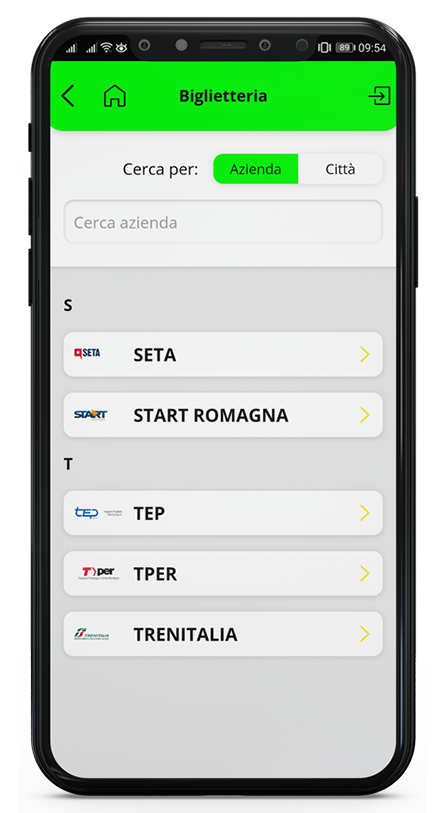 89 09:54
Biglietteria
Cerca per: Azienda Città
Cerca azienda
S
SETA SETA
START START ROMAGNA
T
tep TEP
Tper TPER
TRENITALIA TRENITALIA